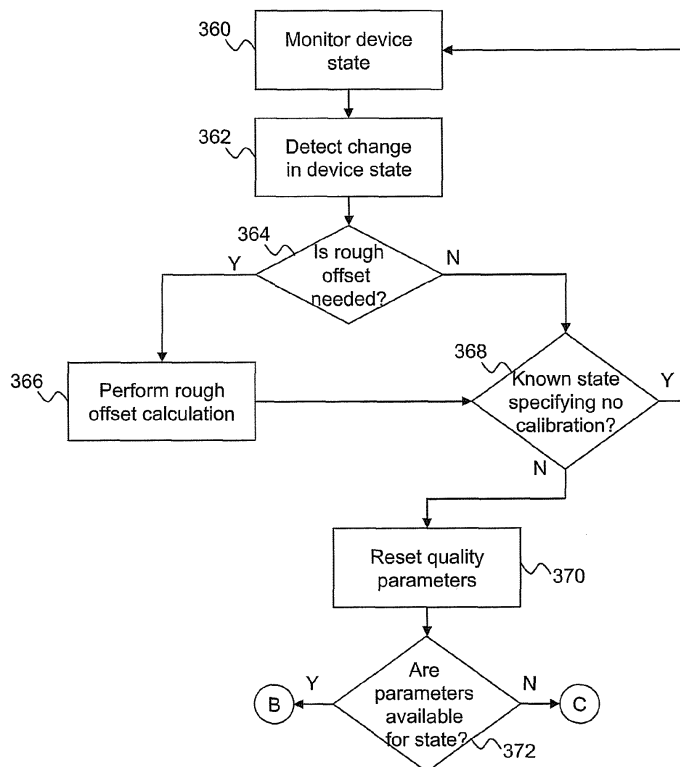 360
Monitor device
state
362
Detect change
in device state
364
Y
Is rough
offset
needed?
N
366
Perform rough
offset calculation
368
Known state
specifying no
calibration?
Y
N
Reset quality
parameters
370
B
Y
Are
parameters
available
for state?
N
C
372